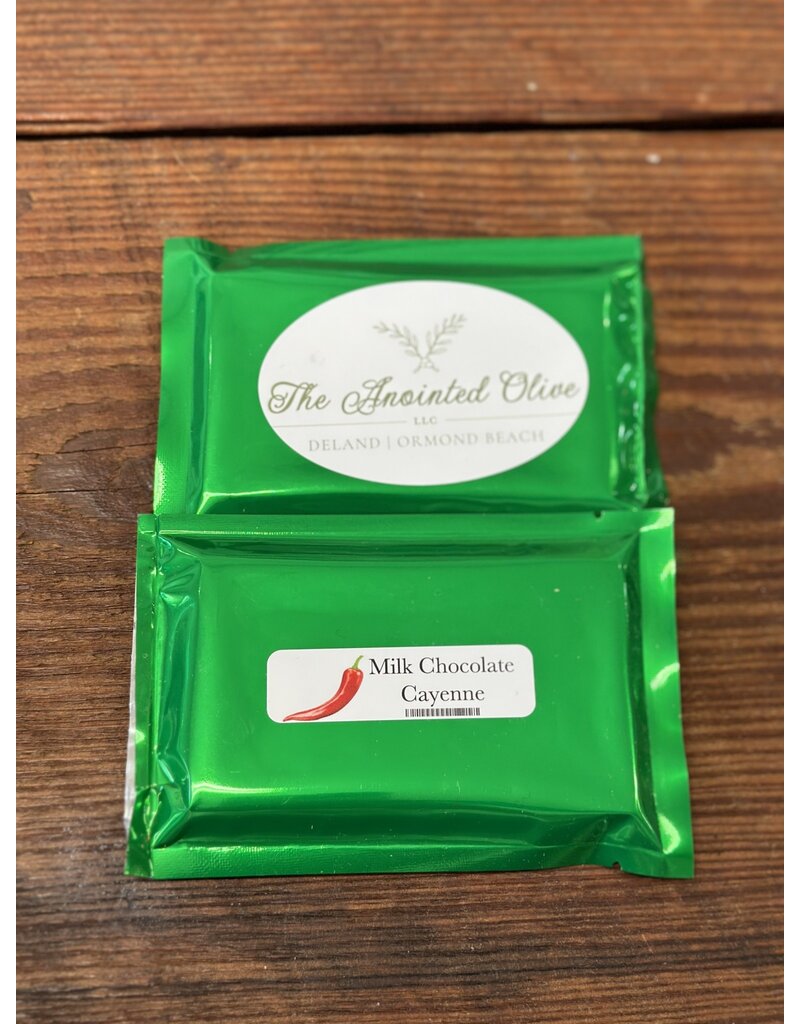 The Anointed Olive
LLC
DELAND | ORMOND BEACH
Milk Chocolate
Cayenne